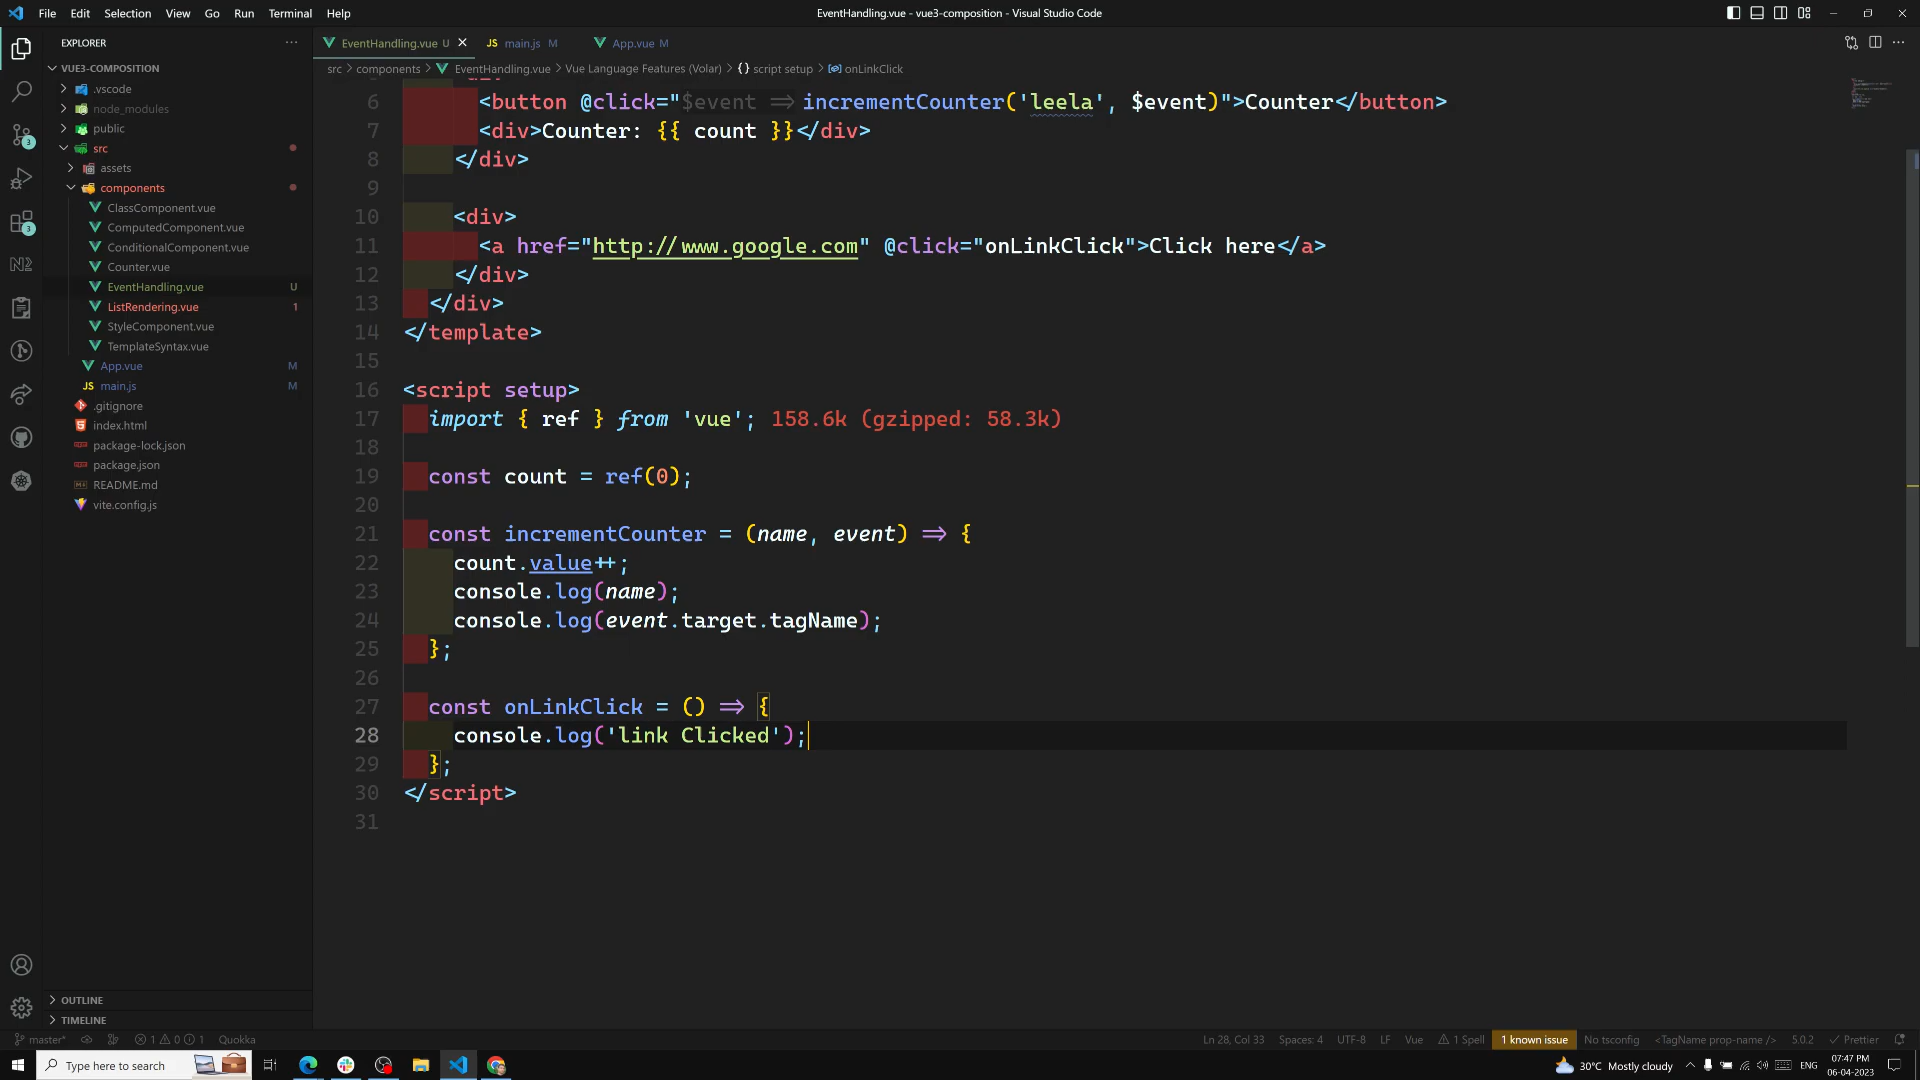 File Edit Selection View Go Run Terminal Help
EventHandling.vue - vue3-composition - Visual Studio Code
EXPLORER
EventHandling.vue U
JS main.js M
App.vue M
src > components > EventHandling.vue > Vue Language Features (Volar) > {} script setup > onLinkClick
VUE3-COMPOSITION
.vscode
node_modules
public
src
assets
components
ClassComponent.vue
ComputedComponent.vue
ConditionalComponent.vue
Counter.vue
EventHandling.vue U
ListRendering.vue 1
StyleComponent.vue
TemplateSyntax.vue
App.vue M
JS main.js M
.gitignore
index.html
package-lock.json
package.json
README.md
vite.config.js
OUTLINE
TIMELINE
6 <button @click="$event => incrementCounter('leela', $event)">Counter</button>
7 <div>Counter: {{ count }}</div>
8 </div>
9
10 <div>
11 <a href="http://www.google.com" @click="onLinkClick">Click here</a>
12 </div>
13 </div>
14 </template>
15
16 <script setup>
17 import { ref } from 'vue'; 158.6k (gzipped: 58.3k)
18
19 const count = ref(0);
20
21 const incrementCounter = (name, event) => {
22 count.value++;
23 console.log(name);
24 console.log(event.target.tagName);
25 };
26
27 const onLinkClick = () => {
28 console.log('link Clicked');
29 };
30 </script>
31
master* 1 0 1 Quokka
Ln 28, Col 33 Spaces: 4 UTF-8 LF Vue 1 Spell 1 known issue No tsconfig <TagName prop-name /> 5.0.2 Prettier
Type here to search
30°C Mostly cloudy ENG 07:47 PM
06-04-2023